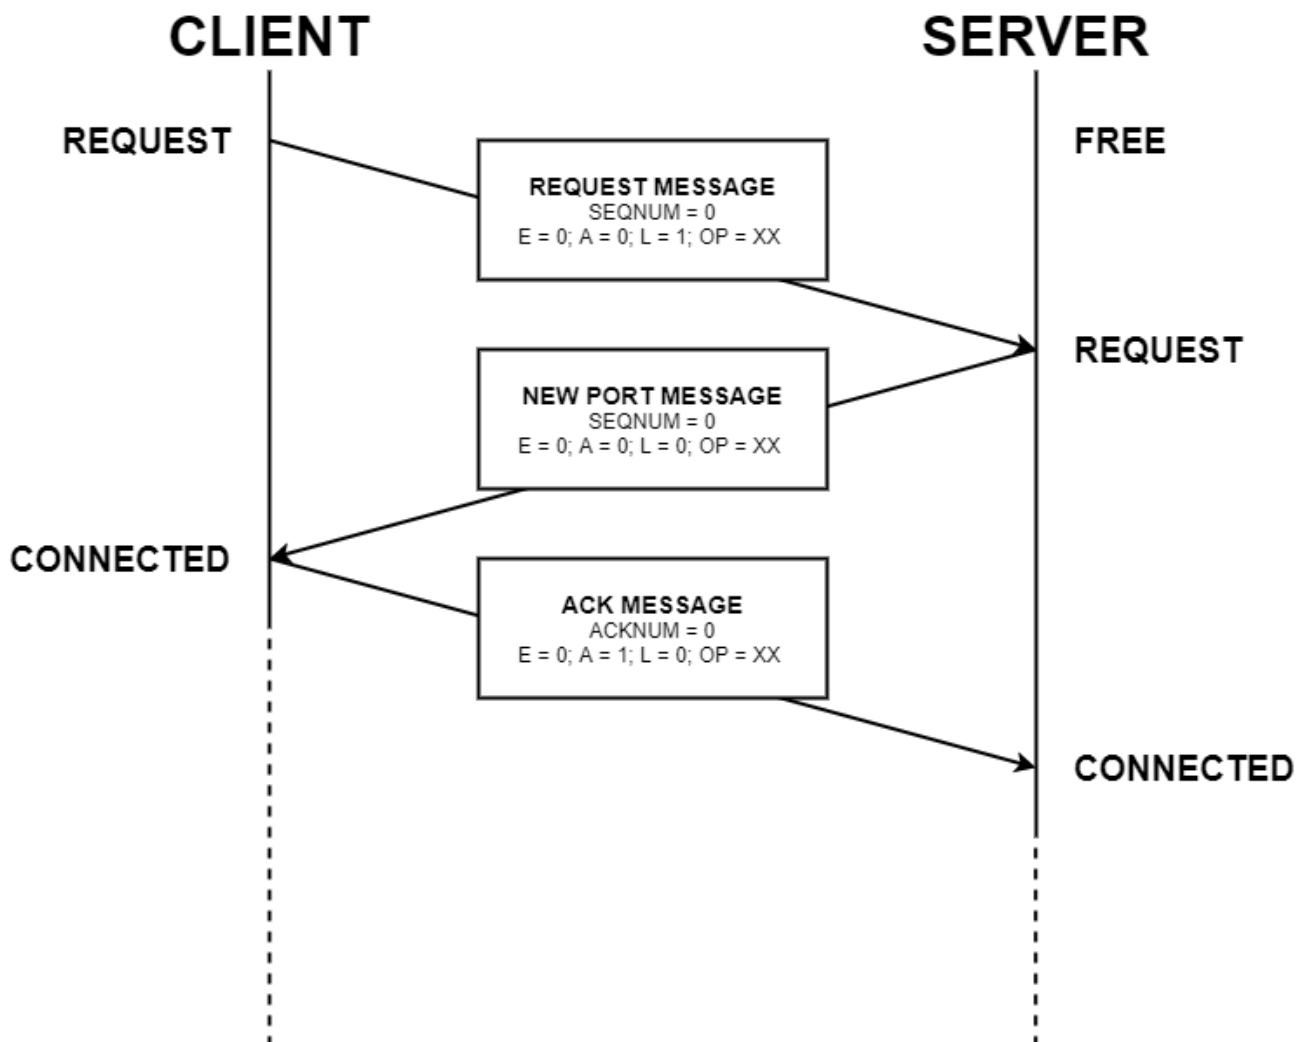 CLIENT
SERVER
REQUEST
FREE
REQUEST MESSAGE
SEQNUM = 0
E = 0; A = 0; L = 1; OP = XX
REQUEST
NEW PORT MESSAGE
SEQNUM = 0
E = 0; A = 0; L = 0; OP = XX
CONNECTED
ACK MESSAGE
ACKNUM = 0
E = 0; A = 1; L = 0; OP = XX
CONNECTED